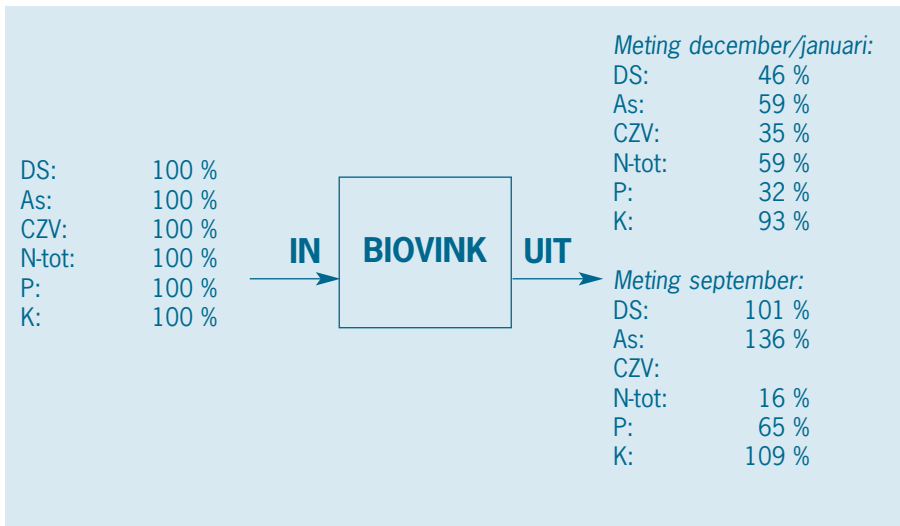 DS: 100 %
As: 100 %
CZV: 100 %
N-tot: 100 %
P: 100 %
K: 100 %
IN
BIOVINK
UIT
Meting december/januari:
DS: 46 %
As: 59 %
CZV: 35 %
N-tot: 59 %
P: 32 %
K: 93 %
Meting september:
DS: 101 %
As: 136 %
CZV:
N-tot: 16 %
P: 65 %
K: 109 %